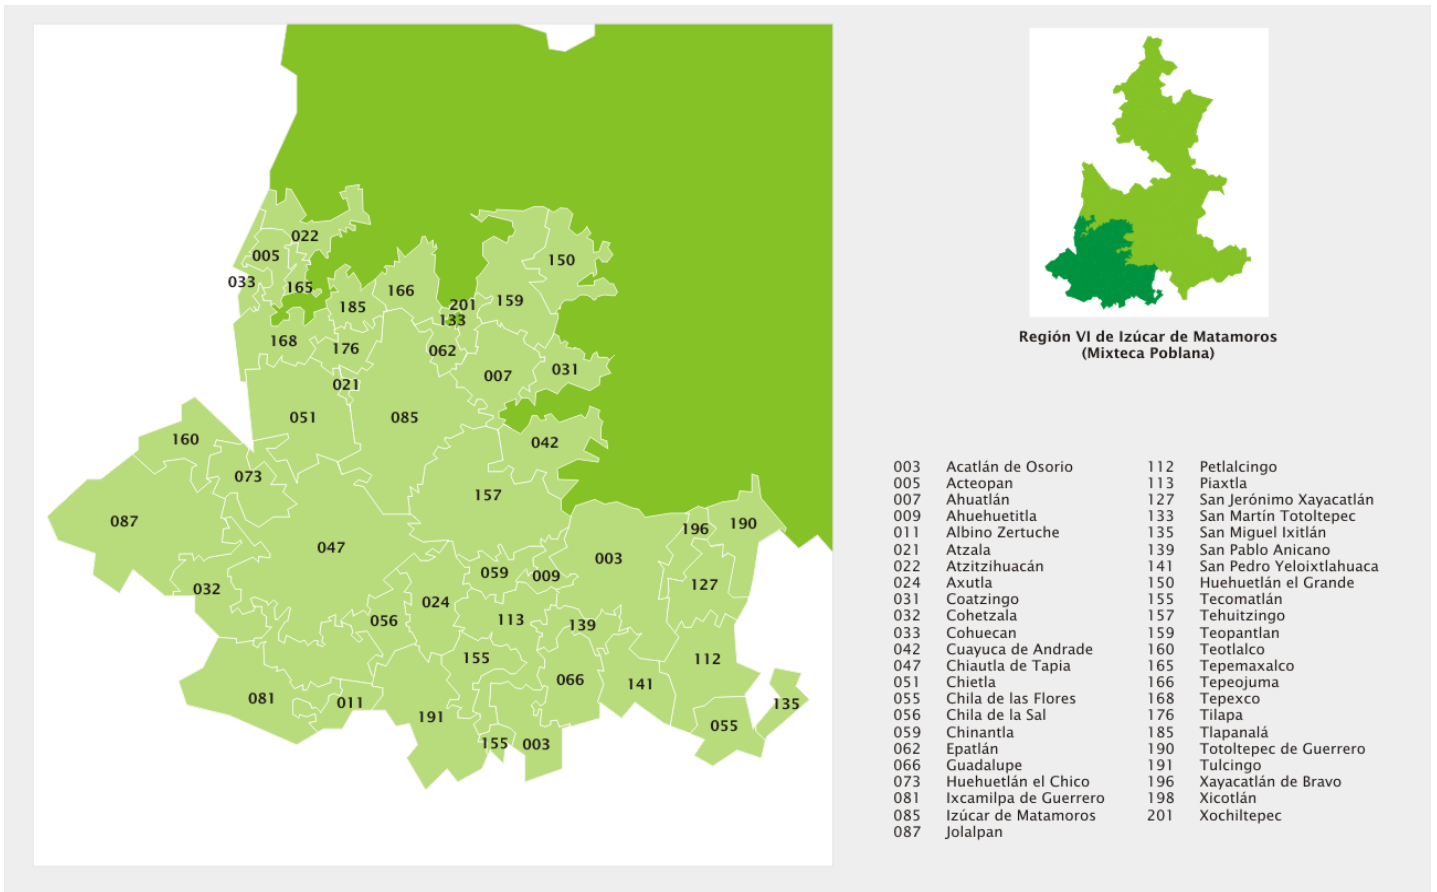 022
005
150
033
165
166
201
159
185
133
168
176
062
031
007
021
051
085
160
042
073
157
087
196
190
047
003
059
009
127
032
024
056
113
139
155
112
066
141
081
011
135
191
055
155
003
Región VI de Izúcar de Matamoros
(Mixteca Poblana)
003 Acatlán de Osorio
005 Acteopan
007 Ahuatlán
009 Ahuehuetitla
011 Albino Zertuche
021 Atzala
022 Atzitzihuacán
024 Axutla
031 Coatzingo
032 Cohetzala
033 Cohuecan
042 Cuayuca de Andrade
047 Chiautla de Tapia
051 Chietla
055 Chila de las Flores
056 Chila de la Sal
059 Chinantla
062 Epatlán
066 Guadalupe
073 Huehuetlán el Chico
081 Ixcamilpa de Guerrero
085 Izúcar de Matamoros
087 Jolalpan
112 Petlalcingo
113 Piaxtla
127 San Jerónimo Xayacatlán
133 San Martín Totoltepec
135 San Miguel Ixitlán
139 San Pablo Anicano
141 San Pedro Yeloixtlahuaca
150 Huehuetlán el Grande
155 Tecomatlán
157 Tehuitzingo
159 Teopantlan
160 Teotlalco
165 Tepemaxalco
166 Tepeojuma
168 Tepexco
176 Tilapa
185 Tlapanalá
190 Totoltepec de Guerrero
191 Tulcingo
196 Xayacatlán de Bravo
198 Xicotlán
201 Xochiltepec